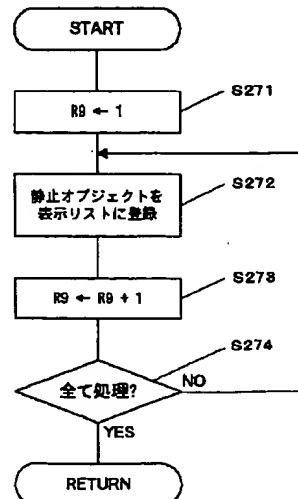 START
S271
R9 ← 1
S272
静止オブジェクトを
表示リストに登録
S273
R9 ← R9 + 1
S274
全て処理?
NO
YES
RETURN